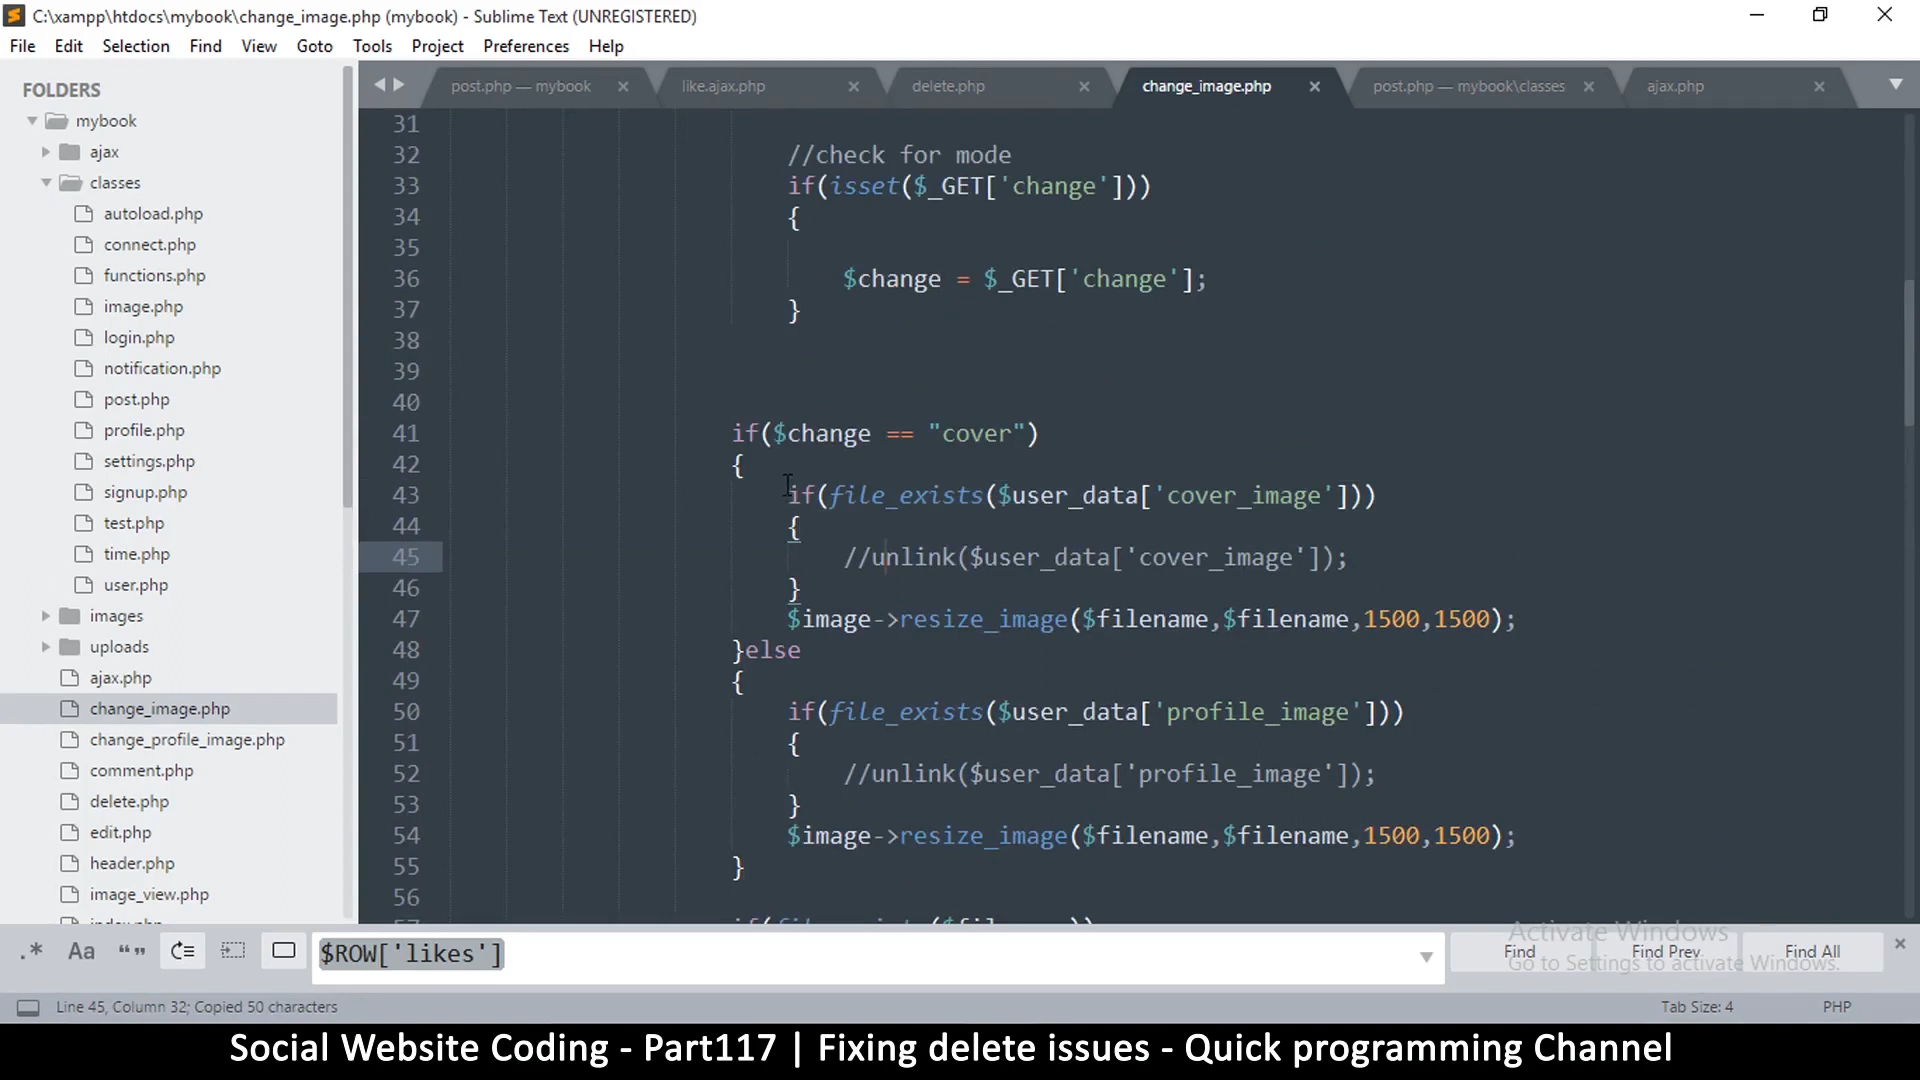 C:\xampp\htdocs\mybook\change_image.php (mybook) - Sublime Text (UNREGISTERED)
File Edit Selection Find View Goto Tools Project Preferences Help
FOLDERS
mybook
ajax
classes
autoload.php
connect.php
functions.php
image.php
login.php
notification.php
post.php
profile.php
settings.php
signup.php
test.php
time.php
user.php
images
uploads
ajax.php
change_image.php
change_profile_image.php
comment.php
delete.php
edit.php
header.php
image_view.php
post.php — mybook like.ajax.php delete.php change_image.php post.php — mybook\classes ajax.php
31
32 //check for mode
33 if(isset($_GET['change']))
34 {
35
36 $change = $_GET['change'];
37 }
38
39
40
41 if($change == "cover")
42 {
43 if(file_exists($user_data['cover_image']))
44 {
45 //unlink($user_data['cover_image']);
46 }
47 $image->resize_image($filename,$filename,1500,1500);
48 }else
49 {
50 if(file_exists($user_data['profile_image']))
51 {
52 //unlink($user_data['profile_image']);
53 }
54 $image->resize_image($filename,$filename,1500,1500);
55 }
56
.* Aa “ ” $ROW['likes'] Find Find Prev Find All
Activate Windows
Go to Settings to activate Windows.
Line 45, Column 32; Copied 50 characters Tab Size: 4 PHP
Social Website Coding - Part117 | Fixing delete issues - Quick programming Channel